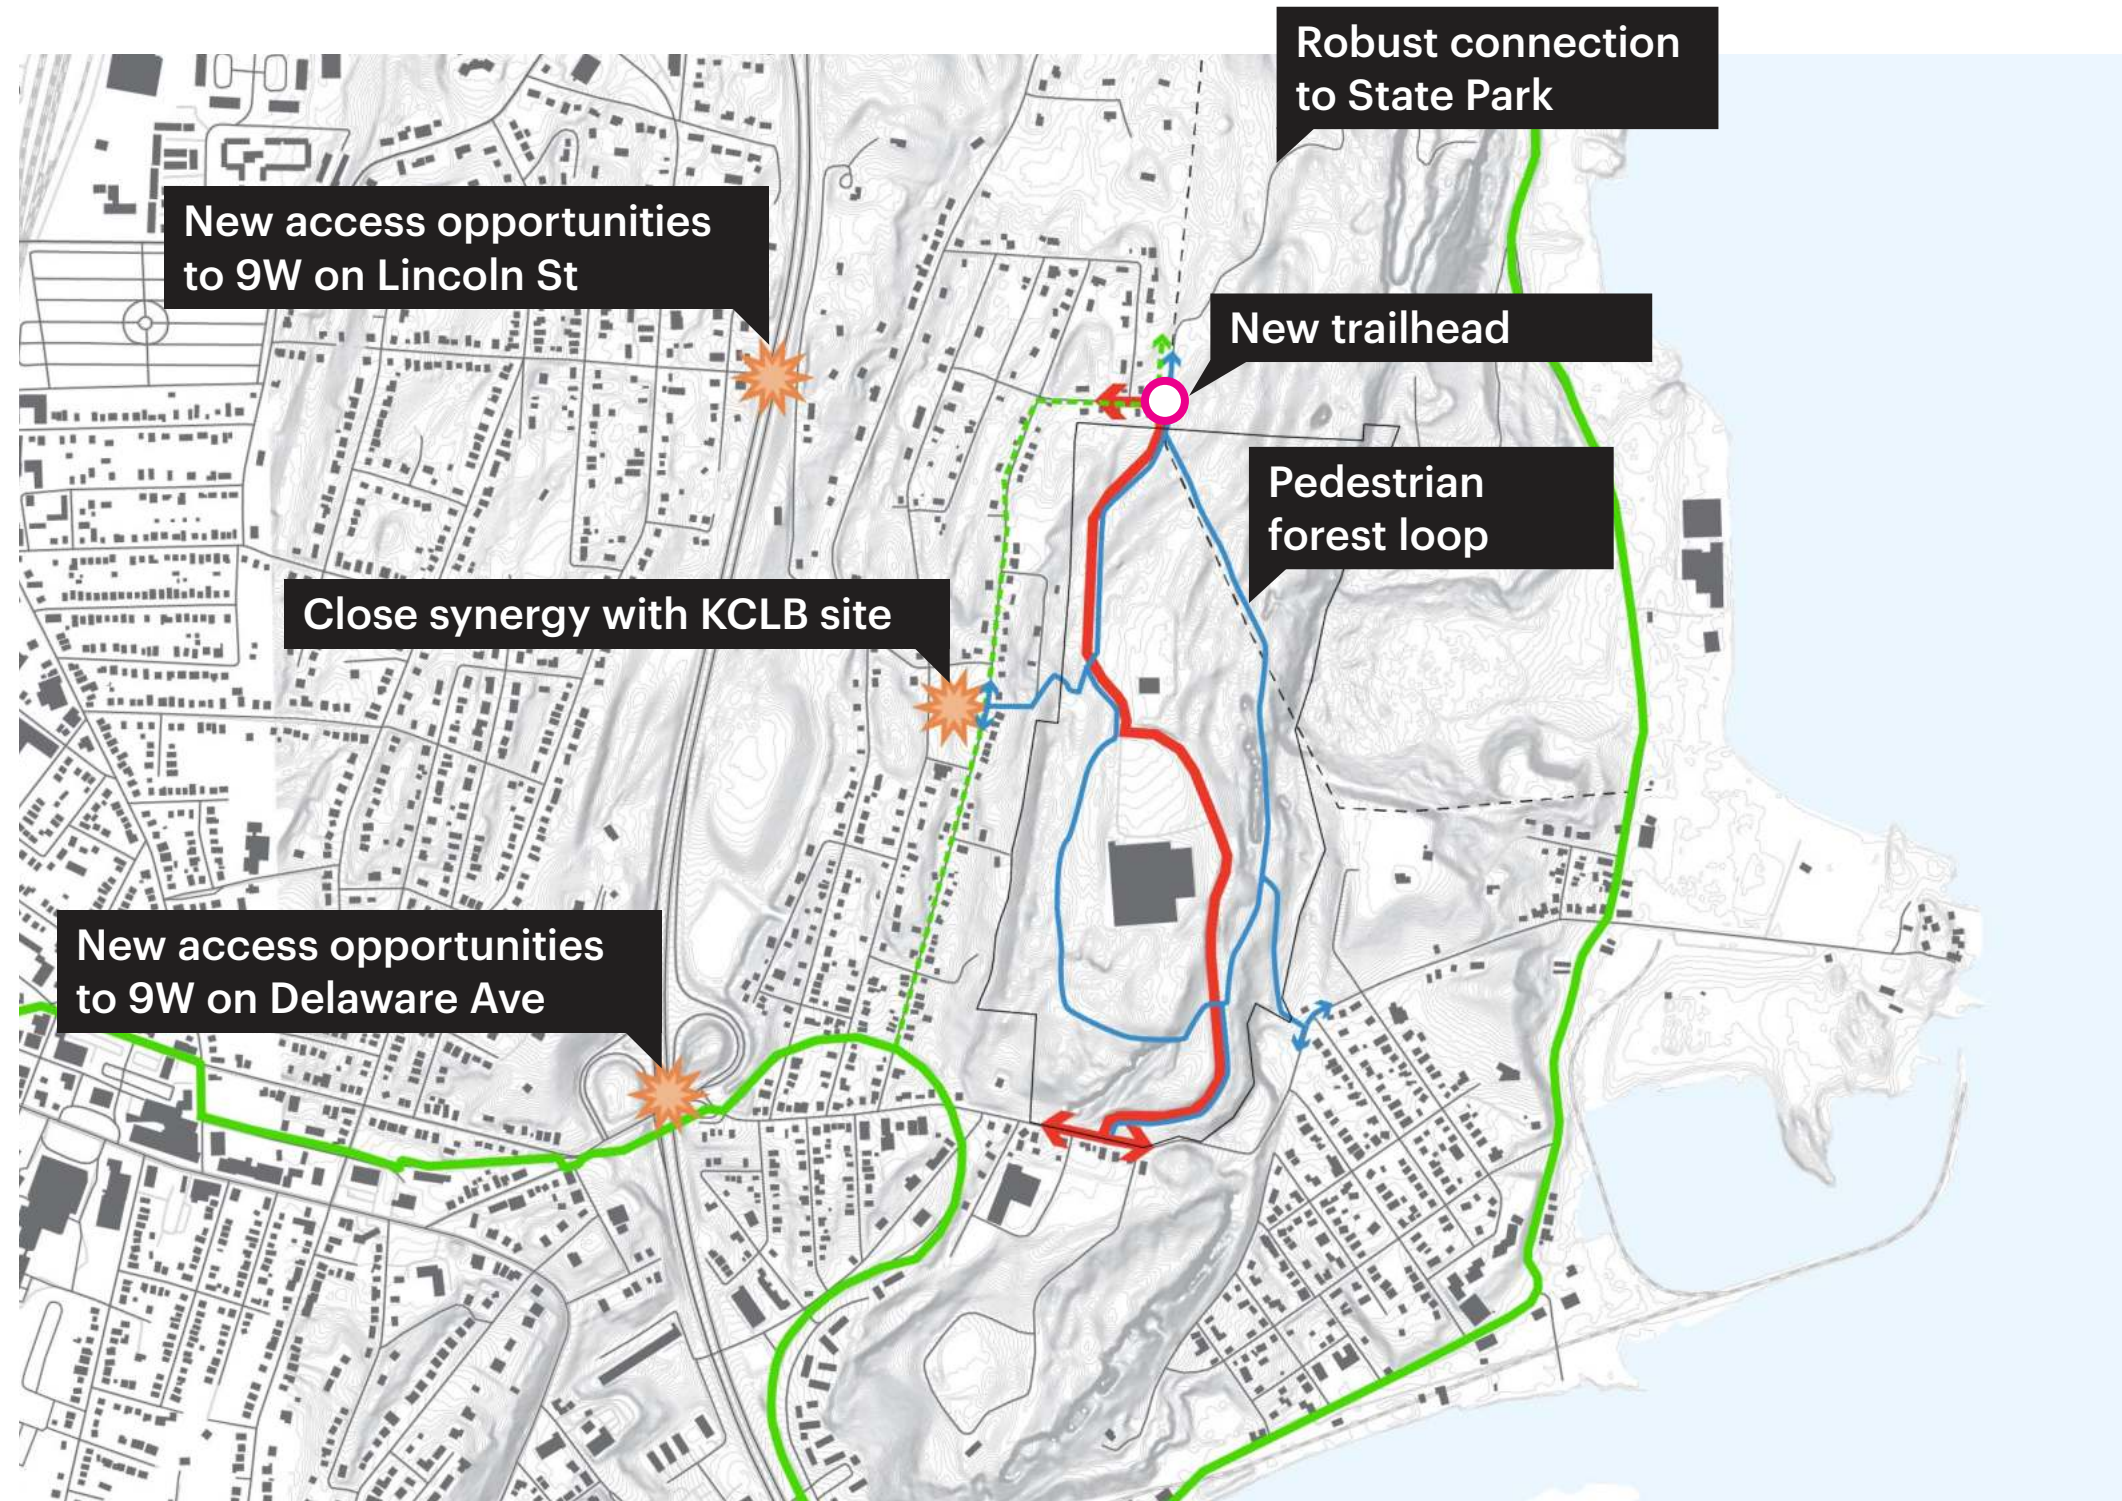 Robust connection
to State Park
New access opportunities
to 9W on Lincoln St
New trailhead
Pedestrian
forest loop
Close synergy with KCLB site
New access opportunities
to 9W on Delaware Ave